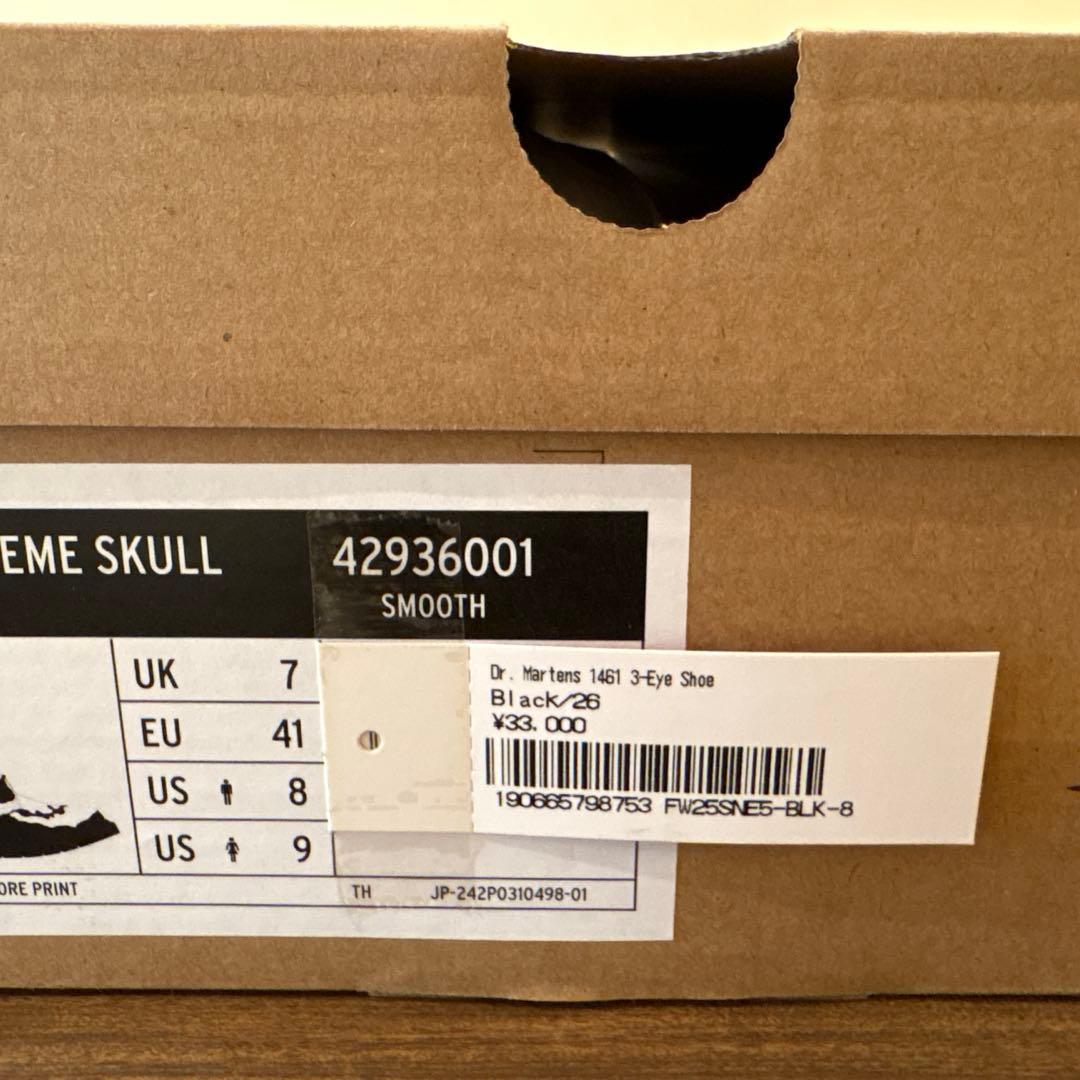 EME SKULL
42936001
SMOOTH
UK 7
EU 41
US 8
US 9
Dr. Martens 1461 3-Eye Shoe
Black/26
¥33,000
190665798753 FW25SNE5-BLK-8
ORE PRINT
TH
JP-242P0310498-01